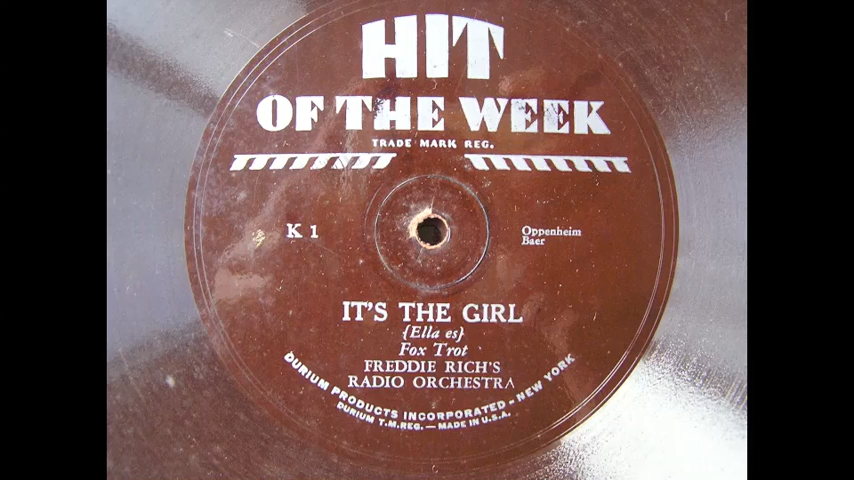 HIT
OF THE WEEK
TRADE MARK REG.
K 1
Oppenheim
Baer
IT'S THE GIRL
{Ella es}
Fox Trot
FREDDIE RICH'S
RADIO ORCHESTRA
DURIUM PRODUCTS INCORPORATED - NEW YORK
DURIUM T.M.REG. — MADE IN U.S.A.